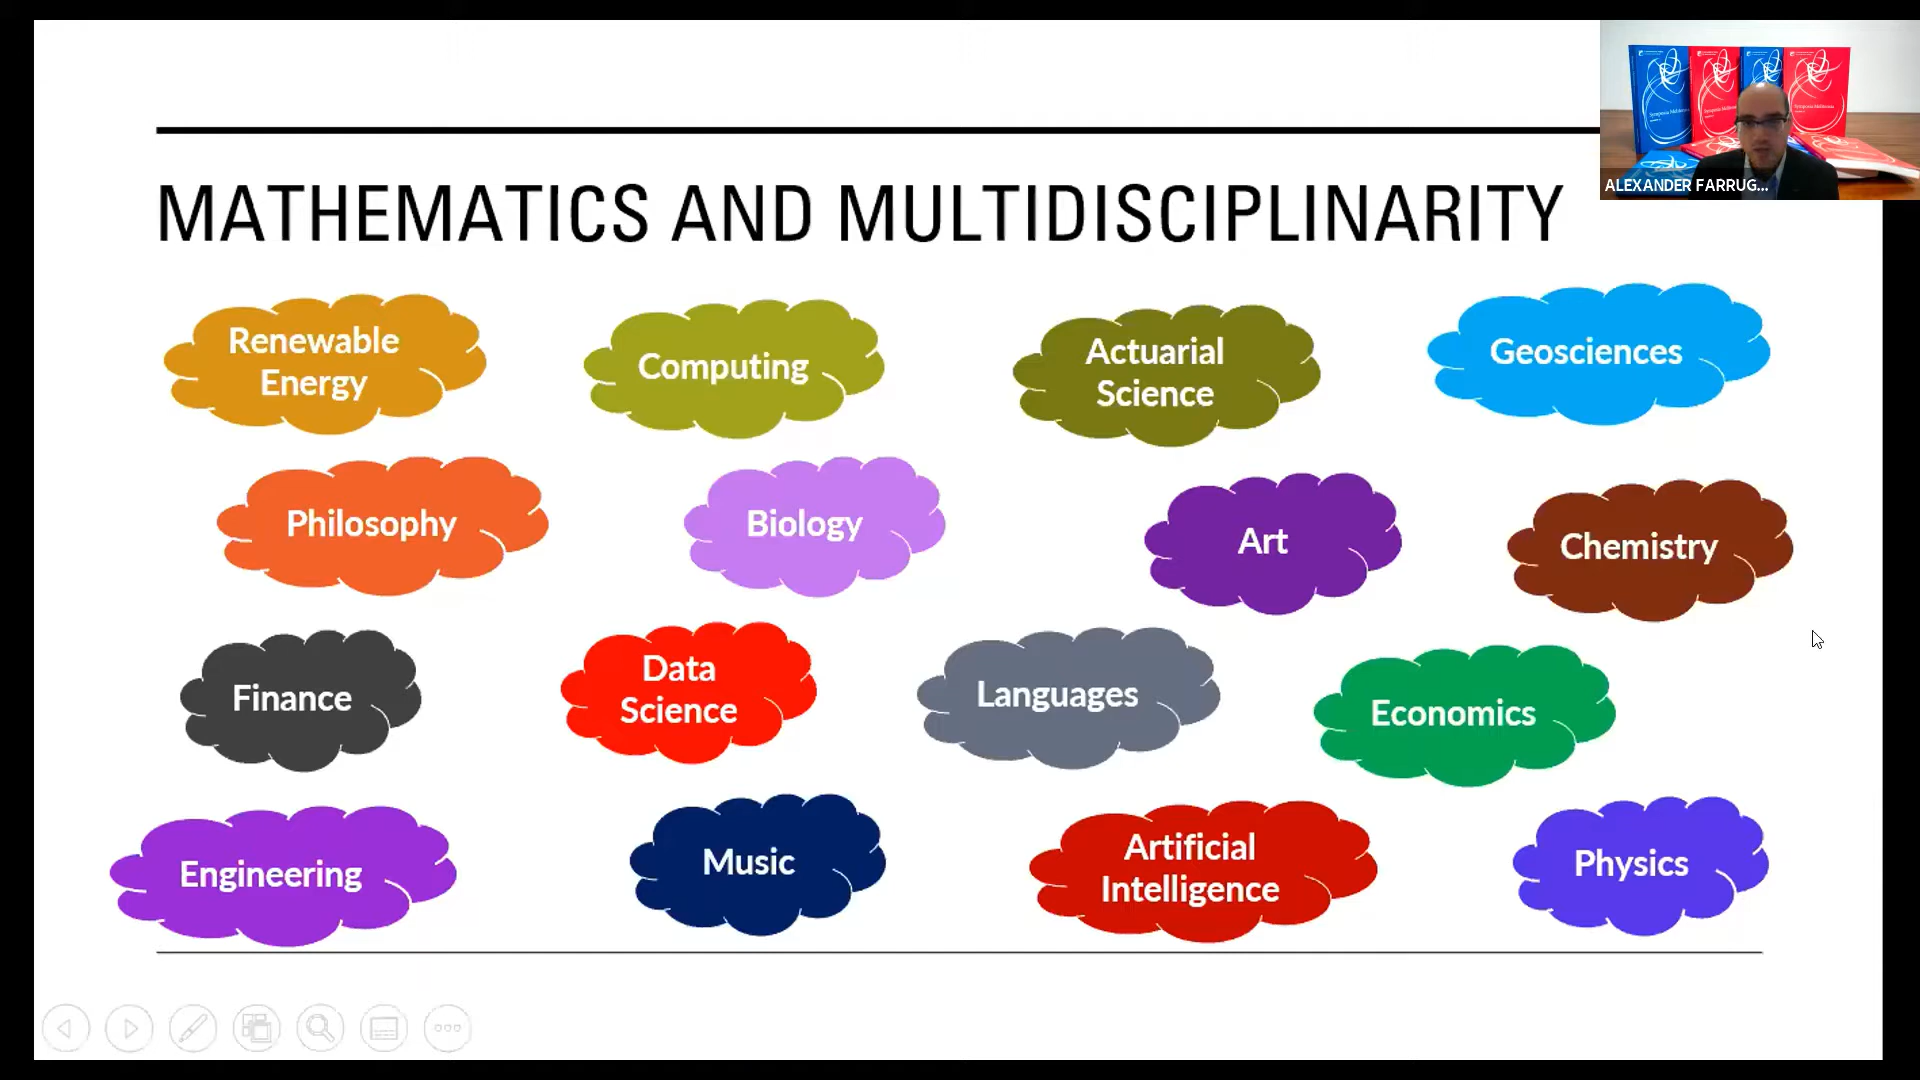 ALEXANDER FARRUG...
MATHEMATICS AND MULTIDISCIPLINARITY
Renewable
Energy
Computing
Actuarial
Science
Geosciences
Philosophy
Biology
Art
Chemistry
Finance
Data
Science
Languages
Economics
Engineering
Music
Artificial
Intelligence
Physics